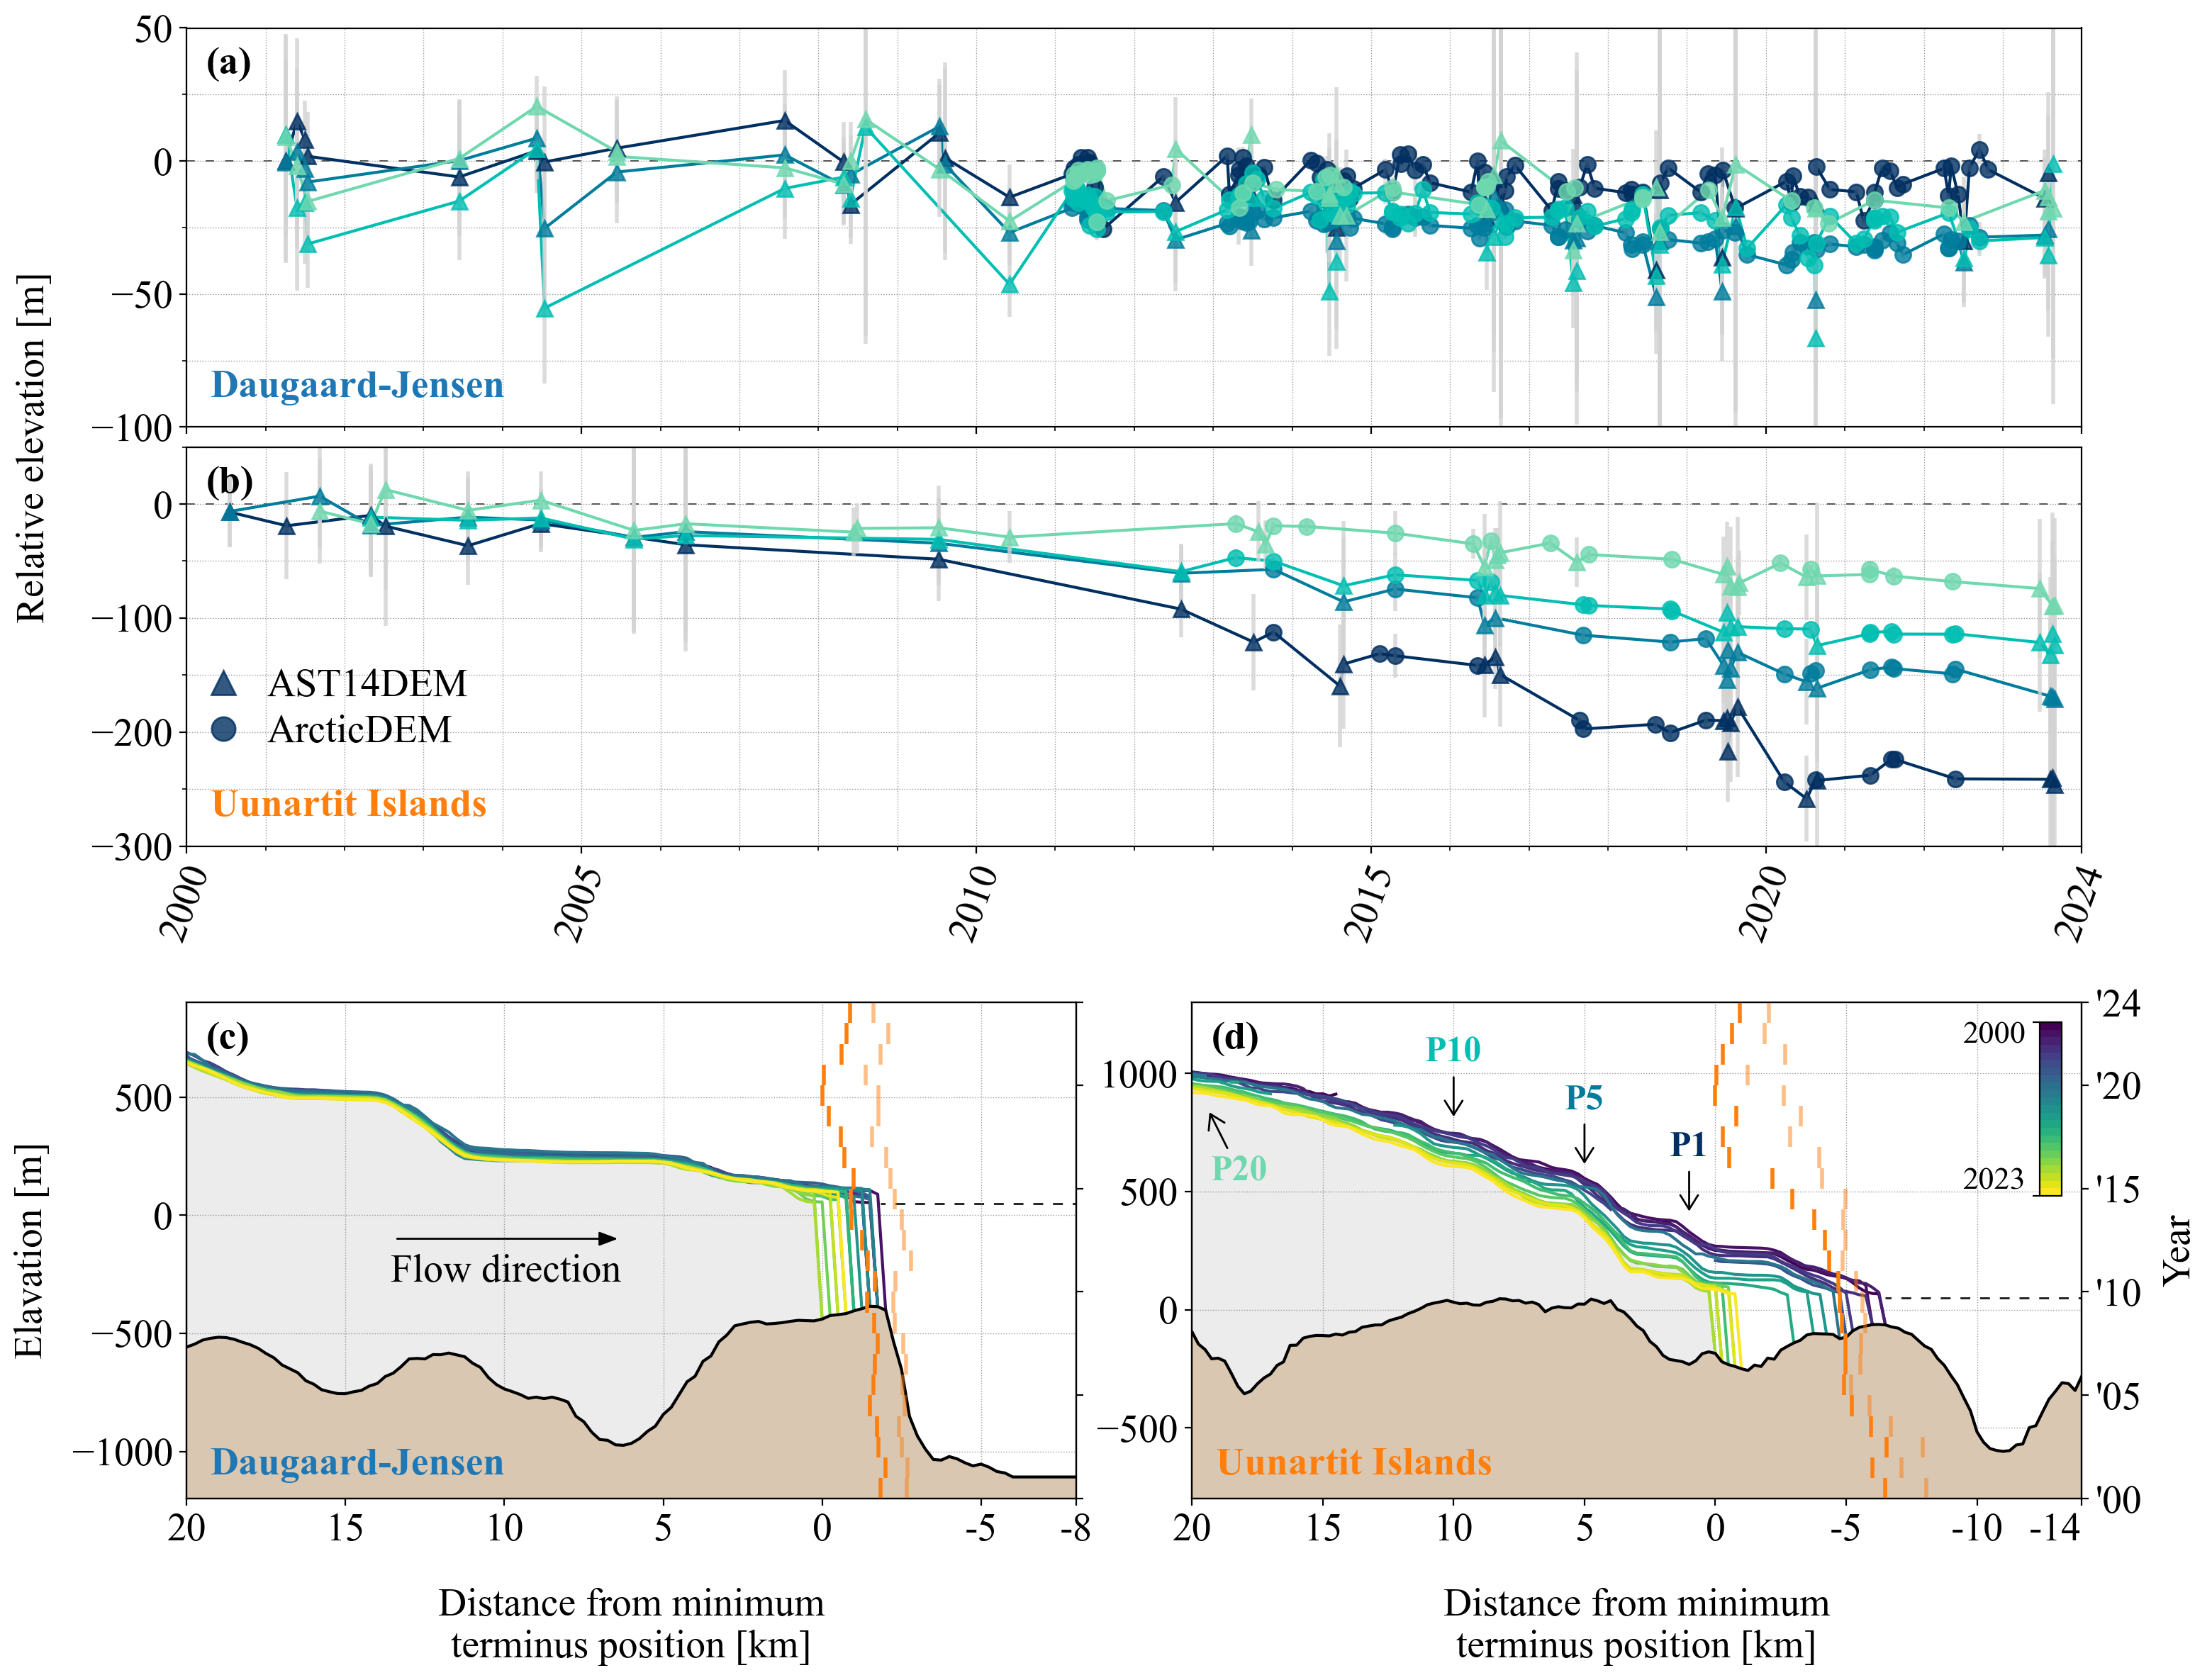 Relative elevation [m]
(a)
50
0
−50
−100
Daugaard-Jensen
(b)
0
−100
−200
−300
AST14DEM
ArcticDEM
Uunartit Islands
2000
2005
2010
2015
2020
2024
Elavation [m]
(c)
500
0
−500
−1000
Flow direction
Daugaard-Jensen
20
15
10
5
0
-5
-8
Distance from minimum
terminus position [km]
(d)
1000
500
0
−500
P10
P5
P1
P20
2000
2023
Uunartit Islands
'24
'20
'15
'10
'05
'00
Year
20
15
10
5
0
-5
-10
-14
Distance from minimum
terminus position [km]